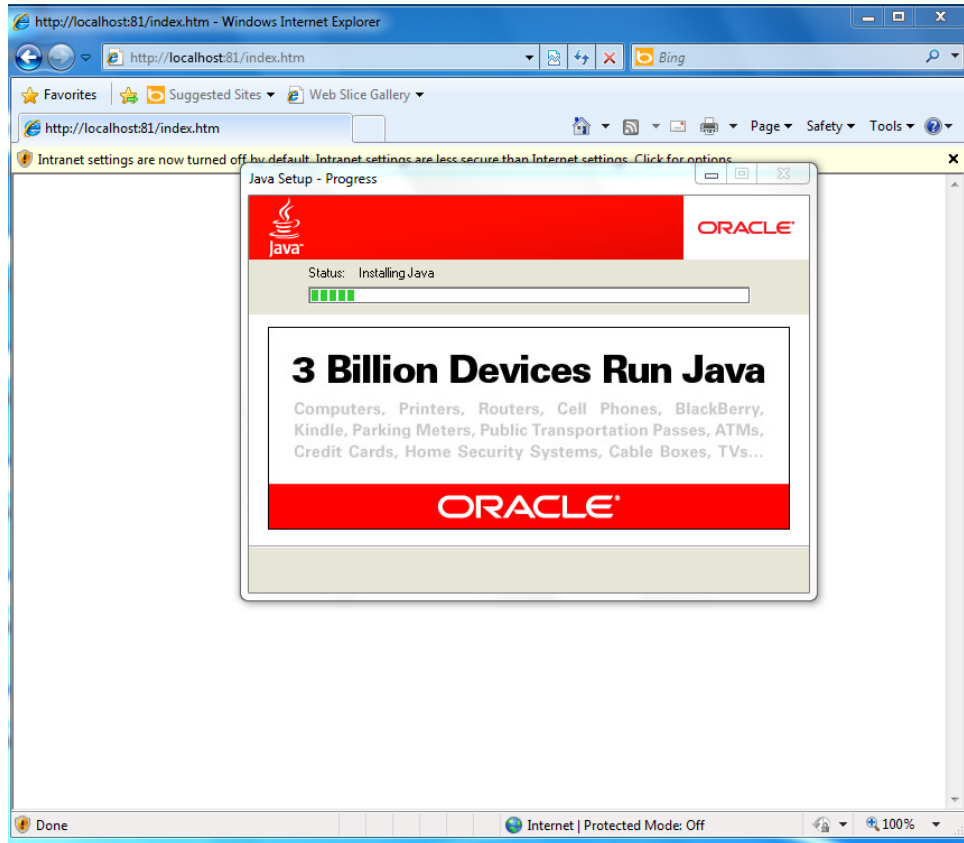 http://localhost:81/index.htm - Windows Internet Explorer
http://localhost:81/index.htm
Bing
Favorites Suggested Sites Web Slice Gallery
http://localhost:81/index.htm
Page Safety Tools
Intranet settings are now turned off by default. Intranet settings are less secure than Internet settings. Click for options...
Java Setup - Progress
Java
ORACLE
Status: Installing Java
3 Billion Devices Run Java
Computers, Printers, Routers, Cell Phones, BlackBerry,
Kindle, Parking Meters, Public Transportation Passes, ATMs,
Credit Cards, Home Security Systems, Cable Boxes, TVs...
ORACLE
Done
Internet | Protected Mode: Off
100%